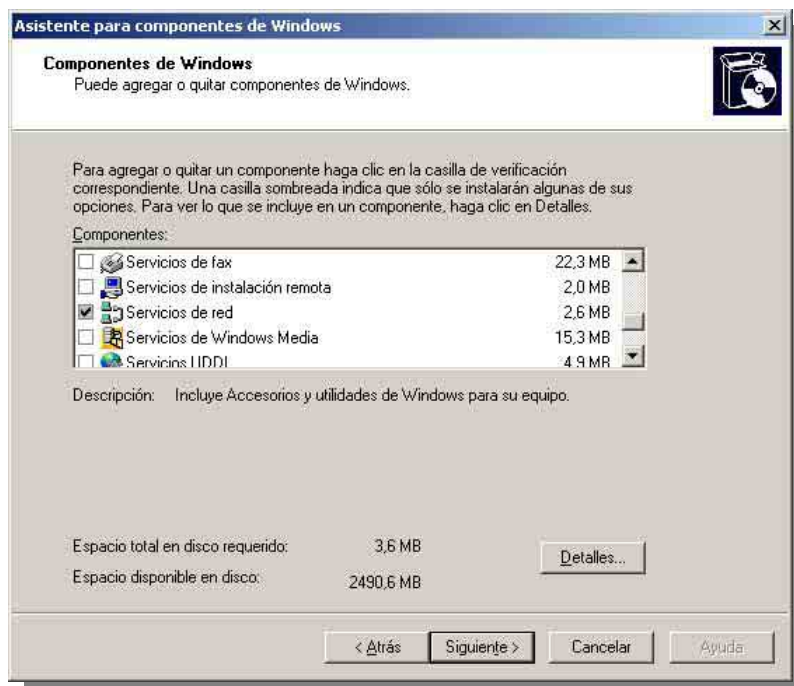 Asistente para componentes de Windows
Componentes de Windows
Puede agregar o quitar componentes de Windows.
Para agregar o quitar un componente haga clic en la casilla de verificación
correspondiente. Una casilla sombreada indica que sólo se instalarán algunas de sus
opciones. Para ver lo que se incluye en un componente, haga clic en Detalles.
Componentes:
Servicios de fax 22,3 MB
Servicios de instalación remota 2,0 MB
Servicios de red 2,6 MB
Servicios de Windows Media 15,3 MB
Servicios UDDI 4,9 MB
Descripción: Incluye Accesorios y utilidades de Windows para su equipo.
Espacio total en disco requerido: 3,6 MB
Detalles...
Espacio disponible en disco: 2490,6 MB
< Atrás Siguiente > Cancelar Ayuda